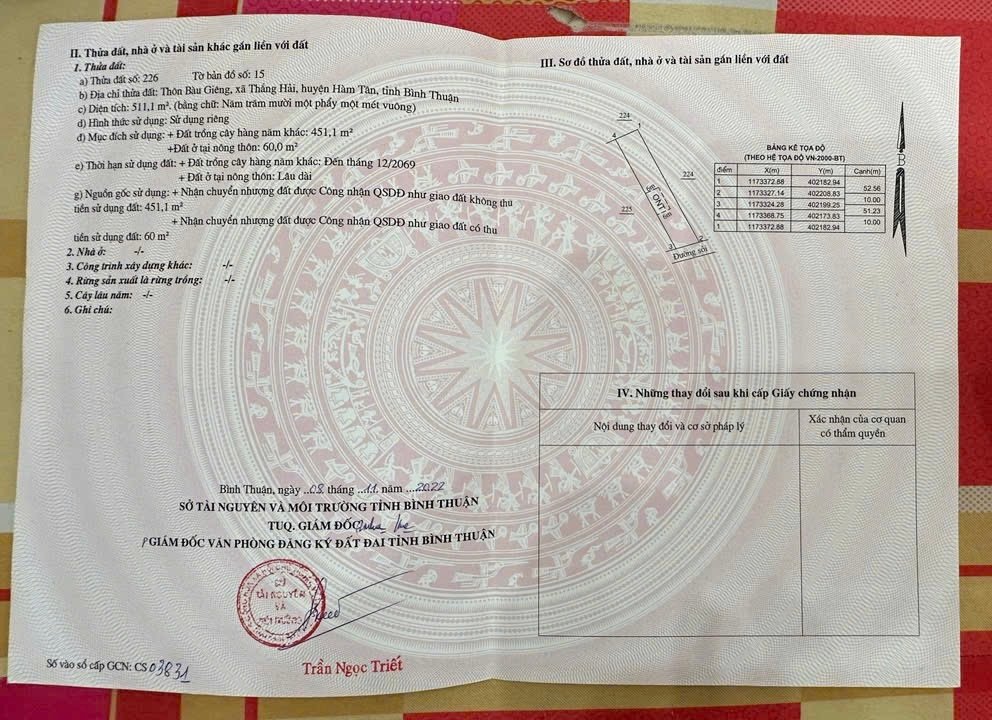 II. Thửa đất, nhà ở và tài sản khác gắn liền với đất
1. Thửa đất:
a) Thửa đất số: 226 Tờ bản đồ số: 15
b) Địa chỉ thửa đất: Thôn Bàu Giêng, xã Thắng Hải, huyện Hàm Tân, tỉnh Bình Thuận
c) Diện tích: 511,1 m². (bằng chữ: Năm trăm mười một phẩy một mét vuông)
d) Hình thức sử dụng: Sử dụng riêng
đ) Mục đích sử dụng: + Đất trồng cây hàng năm khác: 451,1 m²
+Đất ở tại nông thôn: 60,0 m²
e) Thời hạn sử dụng đất: + Đất trồng cây hàng năm khác: Đến tháng 12/2069
+ Đất ở tại nông thôn: Lâu dài
g) Nguồn gốc sử dụng: + Nhận chuyển nhượng đất được Công nhận QSDĐ như giao đất không thu
tiền sử dụng đất: 451,1 m²
+ Nhận chuyển nhượng đất được Công nhận QSDĐ như giao đất có thu
tiền sử dụng đất: 60 m²
2. Nhà ở: -/-
3. Công trình xây dựng khác: -/-
4. Rừng sản xuất là rừng trồng: -/-
5. Cây lâu năm: -/-
6. Ghi chú:
Bình Thuận, ngày ..08. tháng ..11. năm ....2022
SỞ TÀI NGUYÊN VÀ MÔI TRƯỜNG TỈNH BÌNH THUẬN
TUQ. GIÁM ĐỐC
GIÁM ĐỐC VĂN PHÒNG ĐĂNG KÝ ĐẤT ĐAI TỈNH BÌNH THUẬN
SỞ
TÀI NGUYÊN
VÀ
MÔI TRƯỜNG
Trần Ngọc Triết
Số vào sổ cấp GCN: CS 03831
III. Sơ đồ thửa đất, nhà ở và tài sản gắn liền với đất
224
4 1
224
225
ONT
3 2
Đường sỏi
BẢNG KÊ TỌA ĐỘ
(THEO HỆ TỌA ĐỘ VN-2000-BT)
điểm X(m) Y(m) Canh(m)
1 1173372.88 402182.94
52.56
2 1173327.14 402208.83
10.00
3 1173324.28 402199.25
51.23
4 1173368.75 402173.83
10.00
1 1173372.88 402182.94
B
IV. Những thay đổi sau khi cấp Giấy chứng nhận
Nội dung thay đổi và cơ sở pháp lý
Xác nhận của cơ quan
có thẩm quyền